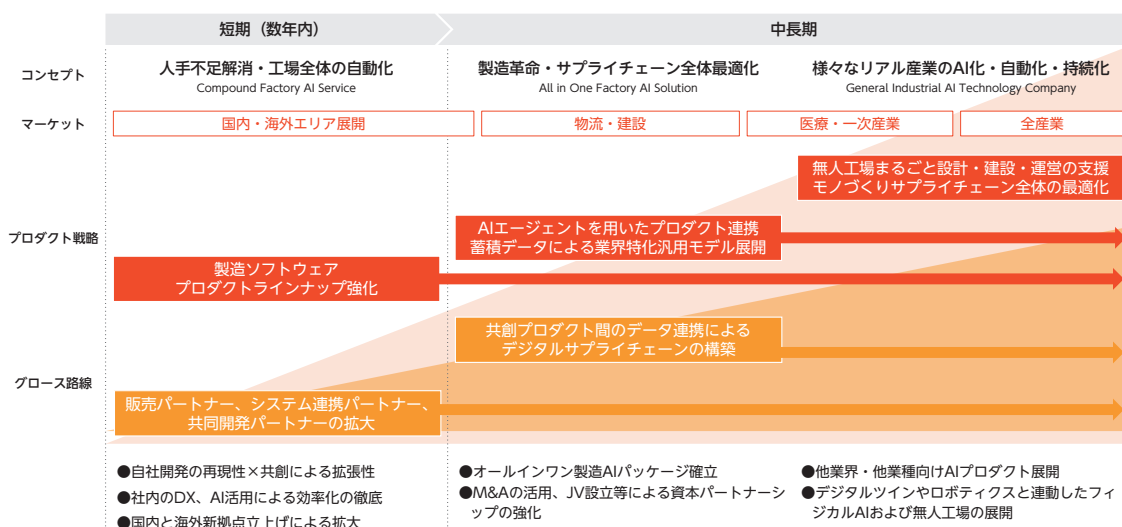 短期（数年内）
中長期
コンセプト
人手不足解消・工場全体の自動化
Compound Factory AI Service
製造革命・サプライチェーン全体最適化
All in One Factory AI Solution
様々なリアル産業のAI化・自動化・持続化
General Industrial AI Technology Company
マーケット
国内・海外エリア展開
物流・建設
医療・一次産業
全産業
プロダクト戦略
無人工場まるごと設計・建設・運営の支援
モノづくりサプライチェーン全体の最適化
AIエージェントを用いたプロダクト連携
蓄積データによる業界特化汎用モデル展開
製造ソフトウェア
プロダクトラインナップ強化
グロース路線
共創プロダクト間のデータ連携による
デジタルサプライチェーンの構築
販売パートナー、システム連携パートナー、
共同開発パートナーの拡大
●自社開発の再現性×共創による拡張性
●社内のDX、AI活用による効率化の徹底
●国内と海外新拠点立上げによる拡大
●オールインワン製造AIパッケージ確立
●M&Aの活用、JV設立等による資本パートナーシ
ップの強化
●他業界・他業種向けAIプロダクト展開
●デジタルツインやロボティクスと連動したフィ
ジカルAIおよび無人工場の展開